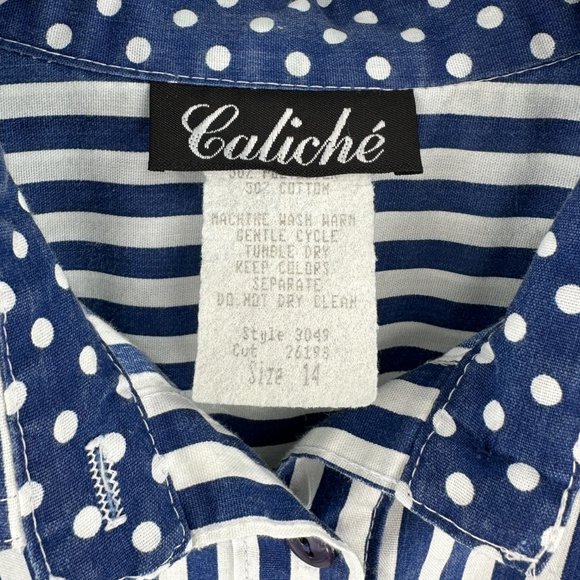 Caliché
50% COTTON
MACHINE WASH WARM
GENTLE CYCLE
TUMBLE DRY
KEEP COLORS
SEPARATE
DO NOT DRY CLEAN
Style 3049
Cut 26198
Size 14